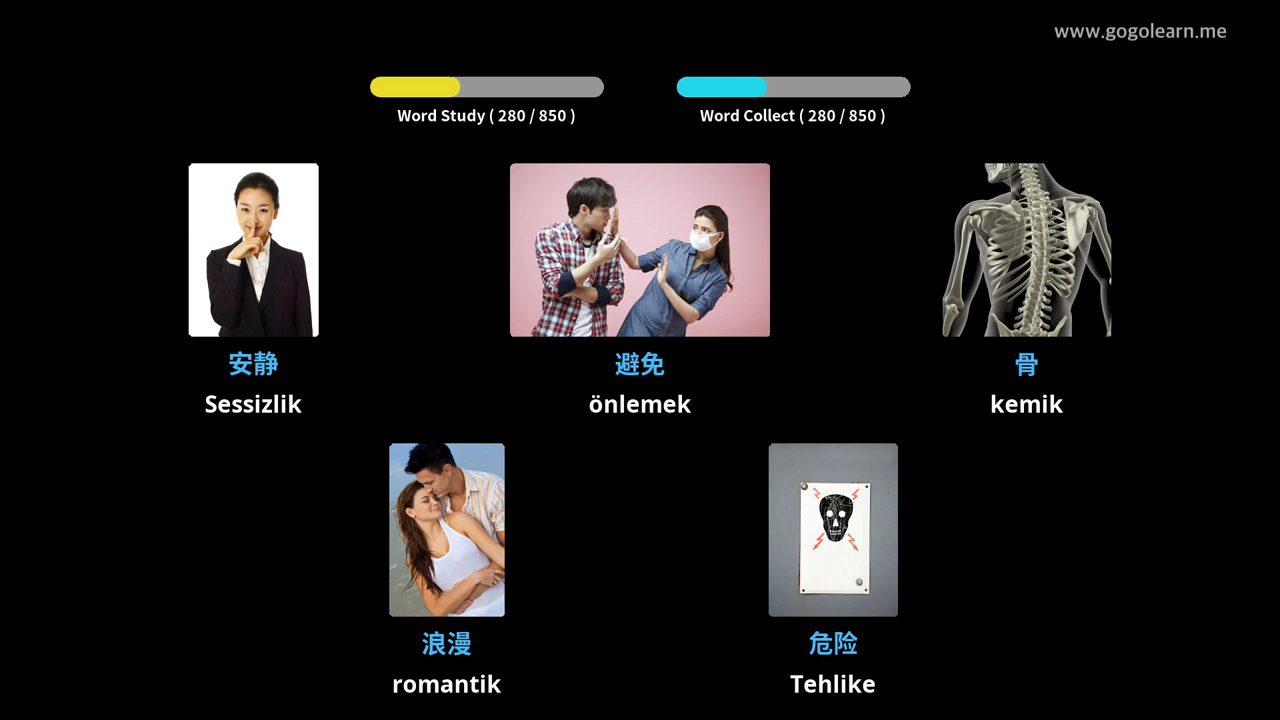 www.gogolearn.me
Word Study ( 280 / 850 )
Word Collect ( 280 / 850 )
安静
Sessizlik
避免
önlemek
骨
kemik
浪漫
romantik
危险
Tehlike